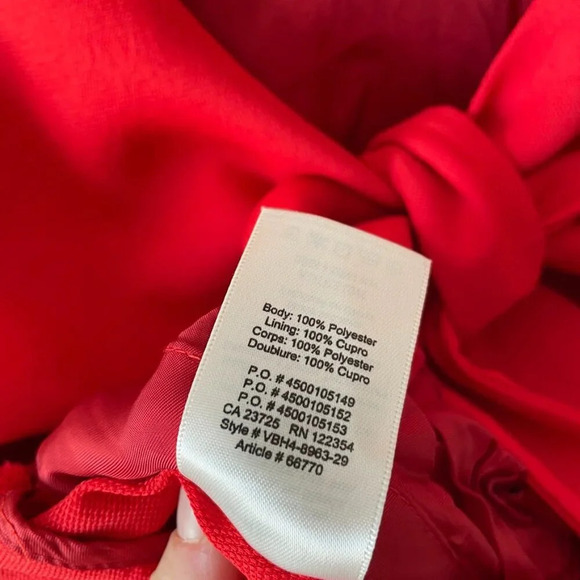 Body: 100% Polyester
Lining: 100% Cupro
Corps: 100% Polyester
Doublure: 100% Cupro
P.O. # 4500105149
P.O. # 4500105152
P.O. # 4500105153
CA 23725 RN 122354
Style # VBH4-8963-29
Article # 66770